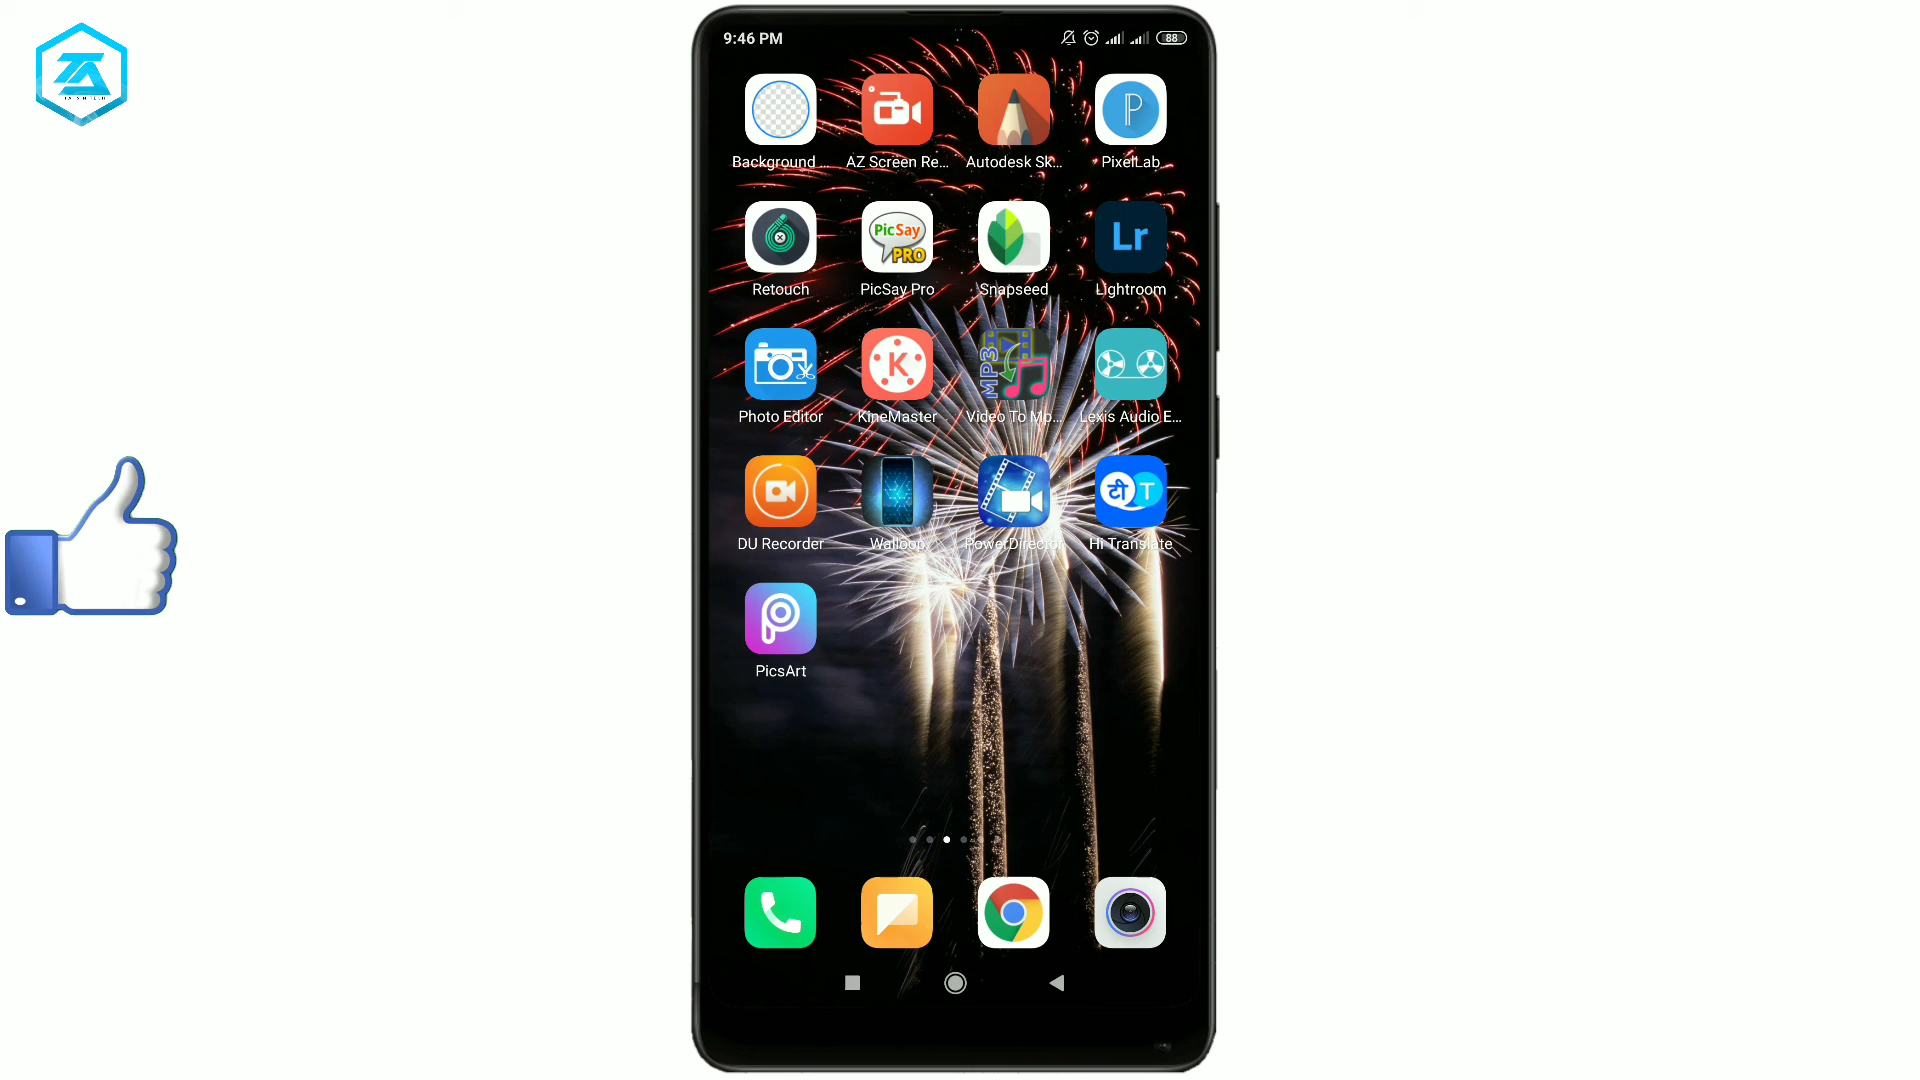 9:46 PM
88
Background ...
AZ Screen Re...
Autodesk Sk...
PixelLab
PicSay
PRO
Lr
Retouch
PicSay Pro
Snapseed
Lightroom
K
MP3
Photo Editor
KineMaster
Video To Mp...
Lexis Audio E...
टी T
DU Recorder
Walloop
PowerDirector
Hi Translate
PicsArt